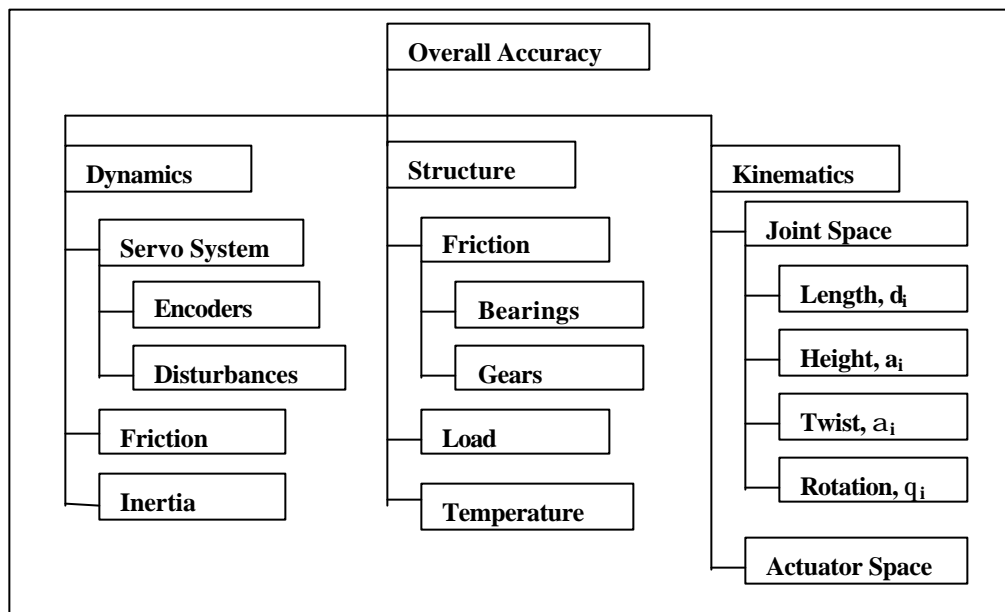 Overall Accuracy
Dynamics
Servo System
Encoders
Disturbances
Friction
Inertia
Structure
Friction
Bearings
Gears
Load
Temperature
Kinematics
Joint Space
Length, dᵢ
Height, aᵢ
Twist, aᵢ
Rotation, qᵢ
Actuator Space